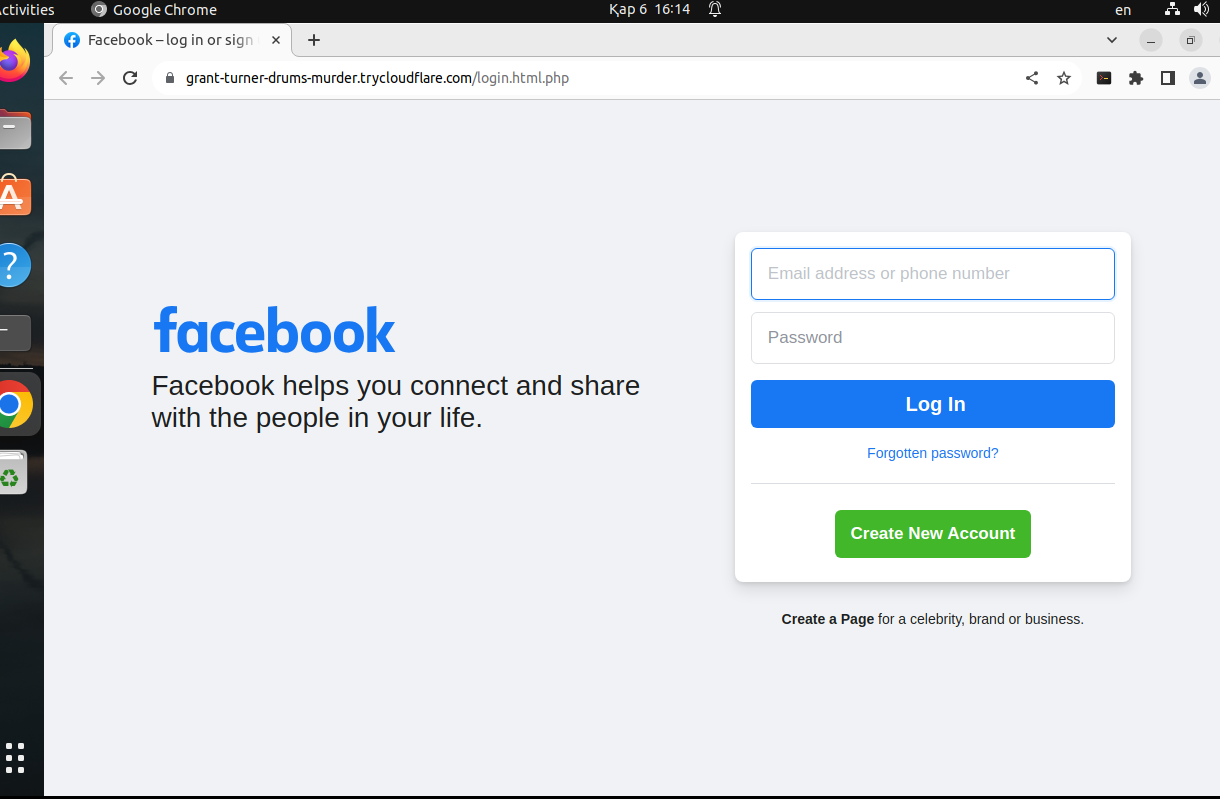 ctivities
Google Chrome
Қар 6 16:14
en
Facebook – log in or sign
grant-turner-drums-murder.trycloudflare.com/login.html.php
facebook
Facebook helps you connect and share
with the people in your life.
Email address or phone number
Password
Log In
Forgotten password?
Create New Account
Create a Page for a celebrity, brand or business.